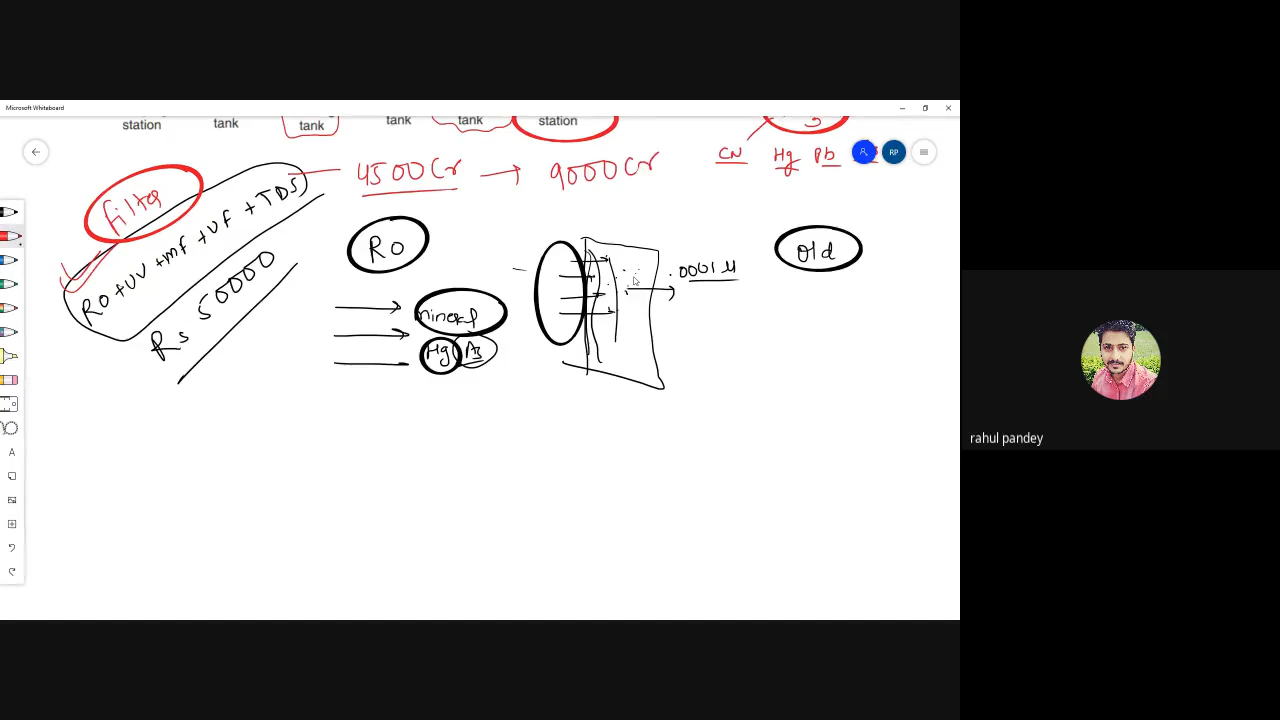 Microsoft Whiteboard
station tank tank tank tank station
CN Hg Pb
RP
4500Cr → 9000Cr
filter
RO + UV + MF + UF + TDS
Rs 50000
RO
Old
.0001 M
mineral
Hg As
A
rahul pandey